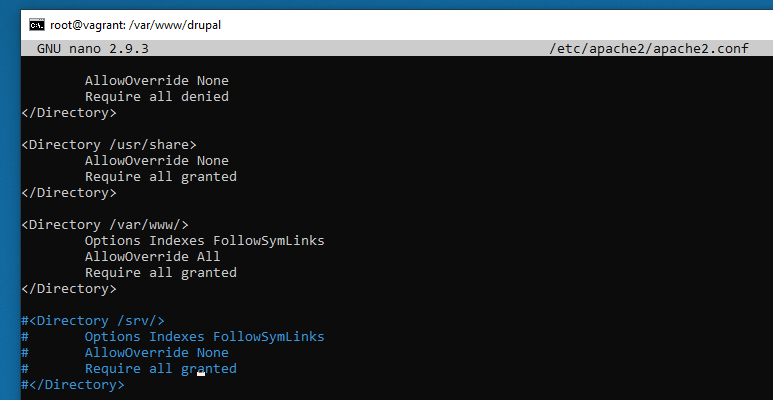 root@vagrant: /var/www/drupal
GNU nano 2.9.3 /etc/apache2/apache2.conf
AllowOverride None
Require all denied
</Directory>
<Directory /usr/share>
AllowOverride None
Require all granted
</Directory>
<Directory /var/www/>
Options Indexes FollowSymLinks
AllowOverride All
Require all granted
</Directory>
#<Directory /srv/>
# Options Indexes FollowSymLinks
# AllowOverride None
# Require all granted
#</Directory>